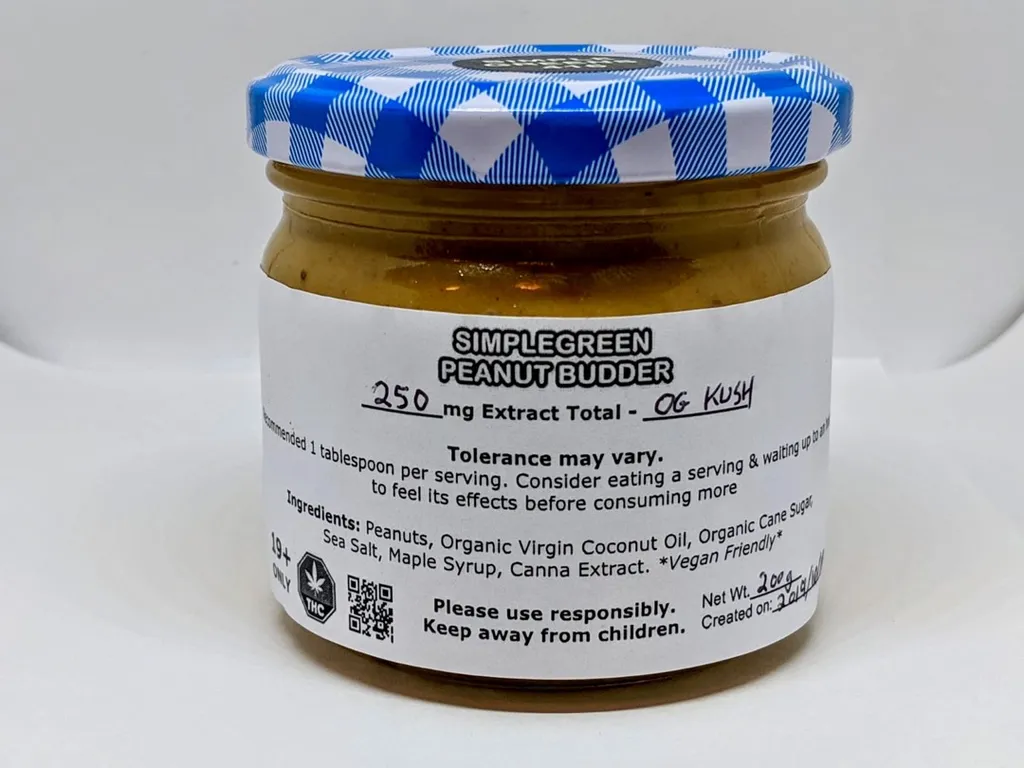 SIMPLEGREEN
PEANUT BUDDER
250 mg Extract Total - OG KUSH
Tolerance may vary.
1 tablespoon per serving. Consider eating a serving & waiting up to an
to feel its effects before consuming more
Ingredients: Peanuts, Organic Virgin Coconut Oil, Organic Cane Sugar,
Sea Salt, Maple Syrup, Canna Extract. *Vegan Friendly*
19+
ONLY
THC
Please use responsibly.
Keep away from children.
Net Wt. 200g
Created on: